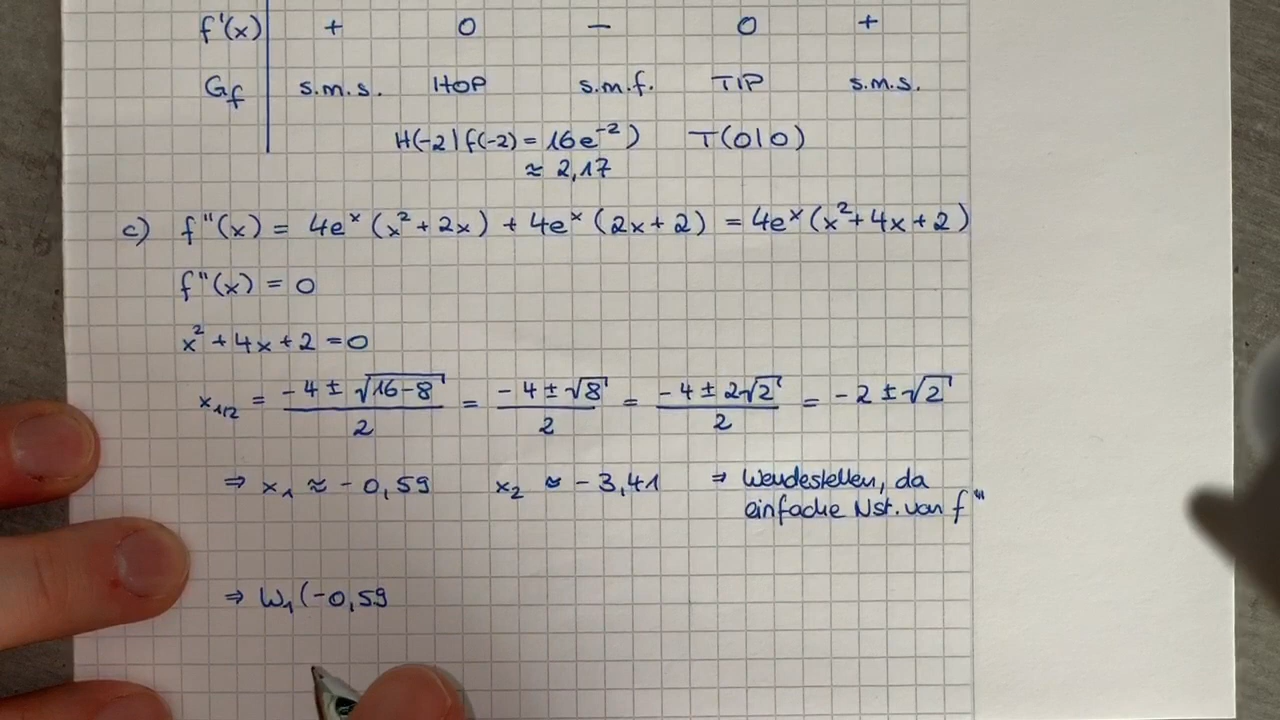 f'(x) + 0 − 0 +
Gf s.m.s. HOP s.m.f. TIP s.m.s.
H(-2|f(-2) = 16e⁻²) T(0|0)
≈ 2,17
c) f"(x) = 4eˣ (x² + 2x) + 4eˣ (2x + 2) = 4eˣ (x² + 4x + 2)
f"(x) = 0
x² + 4x + 2 = 0
x₁/₂ = (-4 ± √(16-8))/2 = (-4 ± √8)/2 = (-4 ± 2√2)/2 = -2 ± √2
⇒ x₁ ≈ -0,59 x₂ ≈ -3,41 ⇒ Wendestellen, da
einfache Nst. von f"
⇒ W₁(-0,59